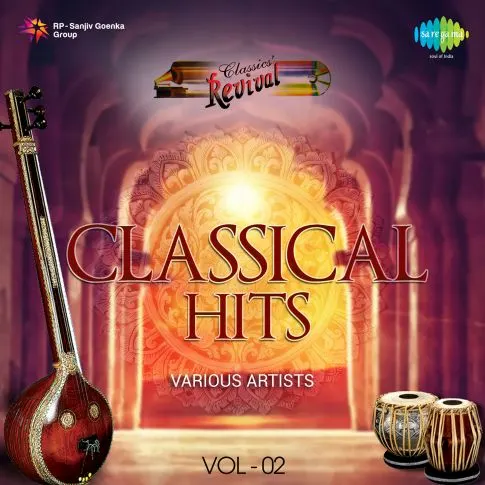 RP-Sanjiv Goenka
Group
saregama
soul of India
Classics'
Revival
CLASSICAL
HITS
VARIOUS ARTISTS
VOL - 02